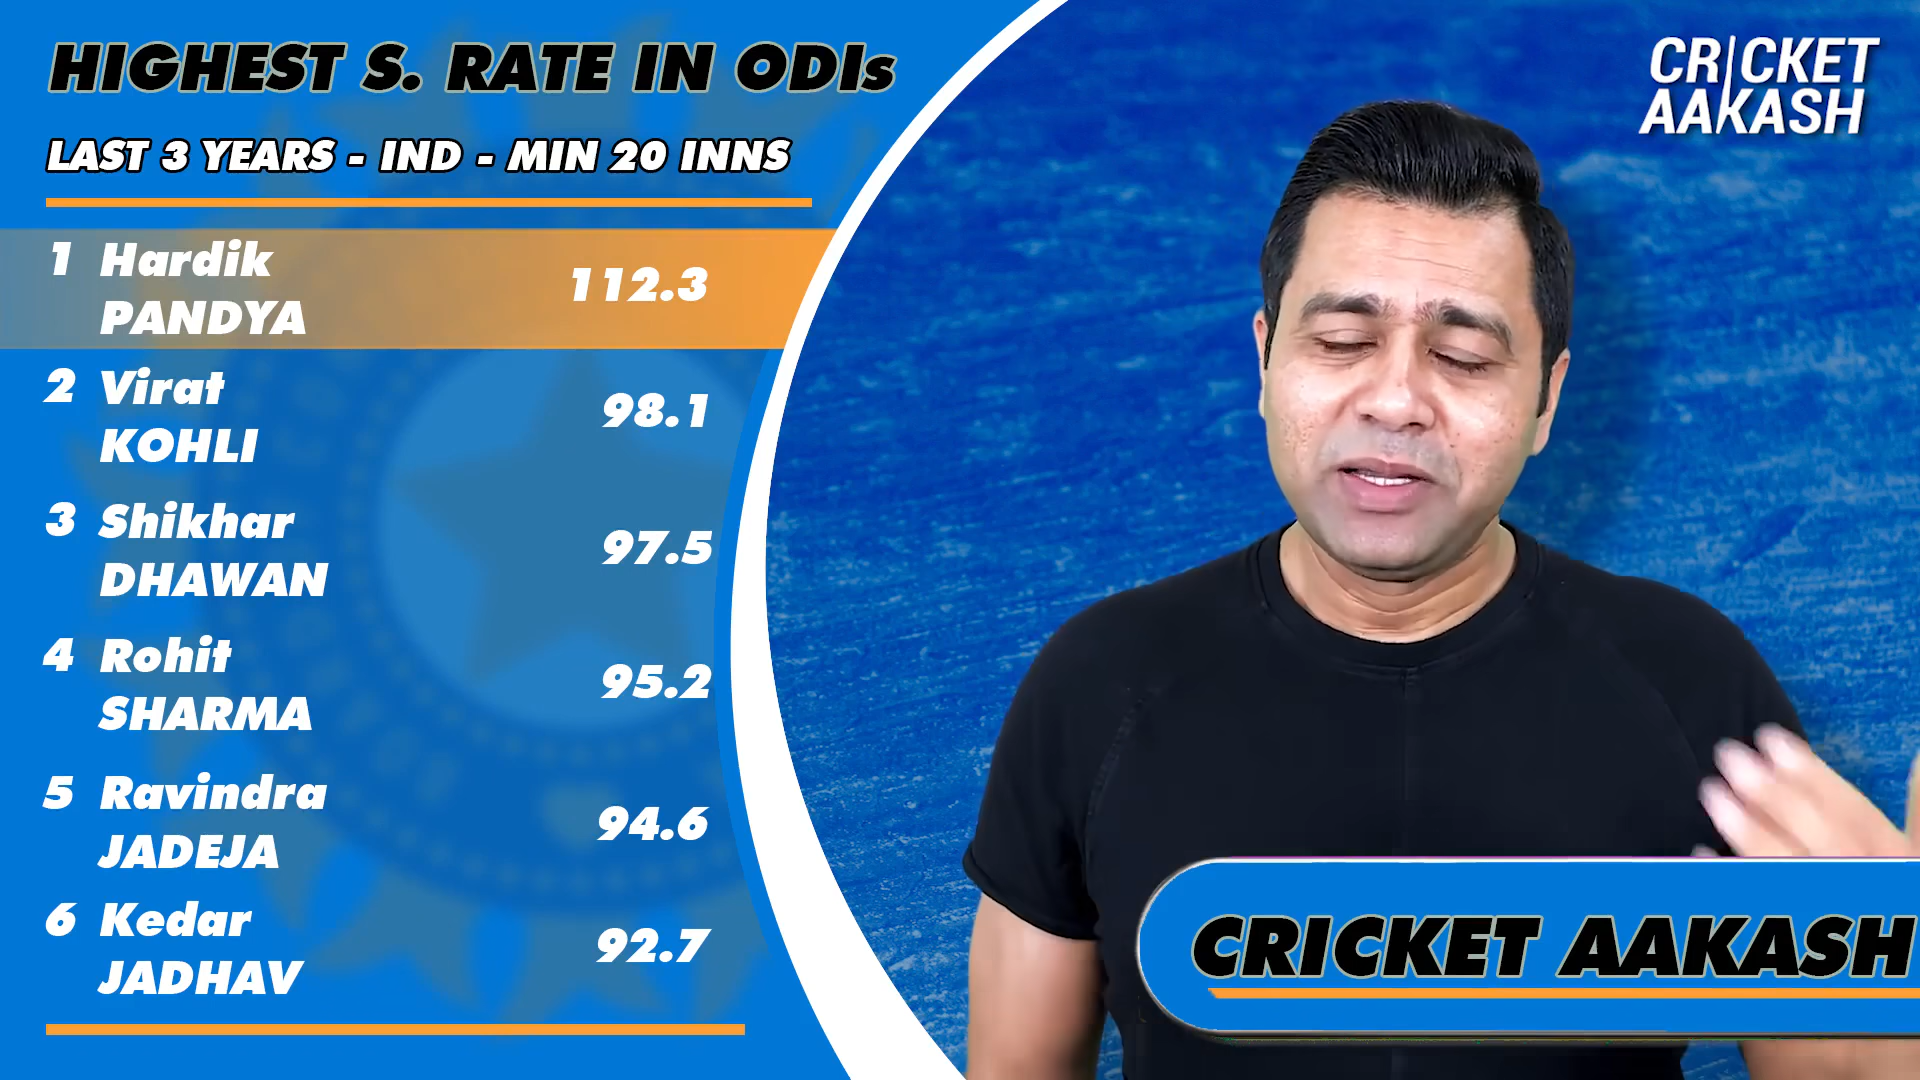 HIGHEST S. RATE IN ODIs
LAST 3 YEARS - IND - MIN 20 INNS
1 Hardik
PANDYA
112.3
2 Virat
KOHLI
98.1
3 Shikhar
DHAWAN
97.5
4 Rohit
SHARMA
95.2
5 Ravindra
JADEJA
94.6
6 Kedar
JADHAV
92.7
CRICKET
AAKASH
CRICKET AAKASH